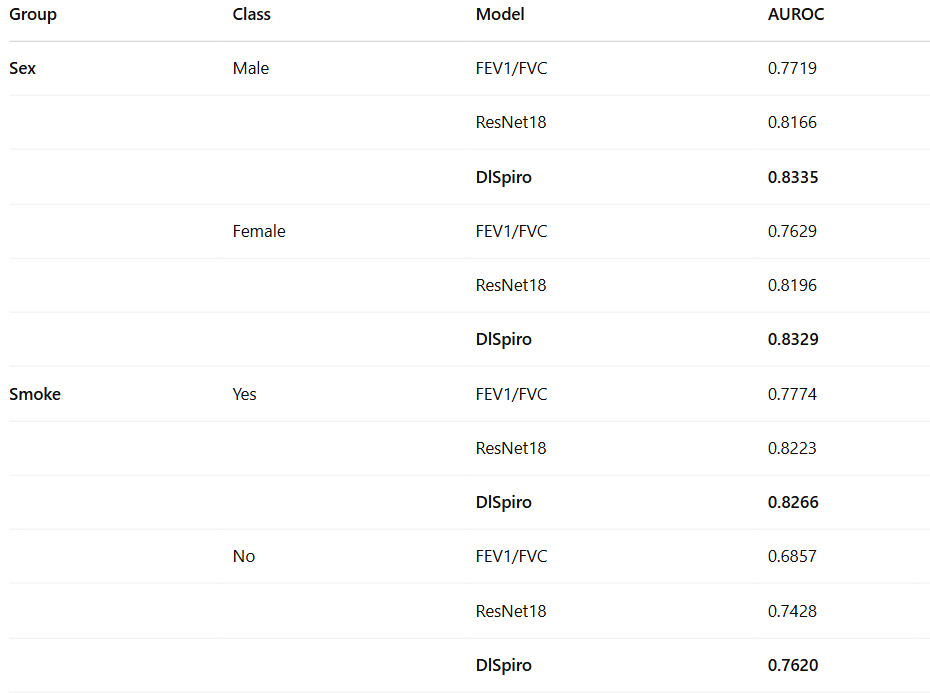 Group Class Model AUROC
Sex Male FEV1/FVC 0.7719
ResNet18 0.8166
DlSpiro 0.8335
Female FEV1/FVC 0.7629
ResNet18 0.8196
DlSpiro 0.8329
Smoke Yes FEV1/FVC 0.7774
ResNet18 0.8223
DlSpiro 0.8266
No FEV1/FVC 0.6857
ResNet18 0.7428
DlSpiro 0.7620